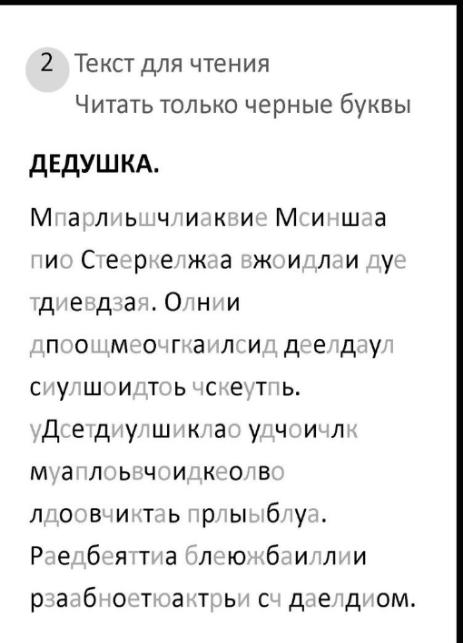 2 Текст для чтения
Читать только черные буквы
ДЕДУШКА.
Мпарлиьшчлиаквие Мсиншаа
пио Стееркелжаа вжоидлаи дуе
тдиевдзая. Олнии
дпоощмеочгкаилсид деелдаул
сиулшоидтоь чскеутпь.
уДсетдиулшиклао удчоичлк
муаплоьвчоидкеолво
лдоовчиктаь прлыыблуа.
Раедбеяттиа блеюжбаиллии
рзаабноетюактрьи сч даелдиом.